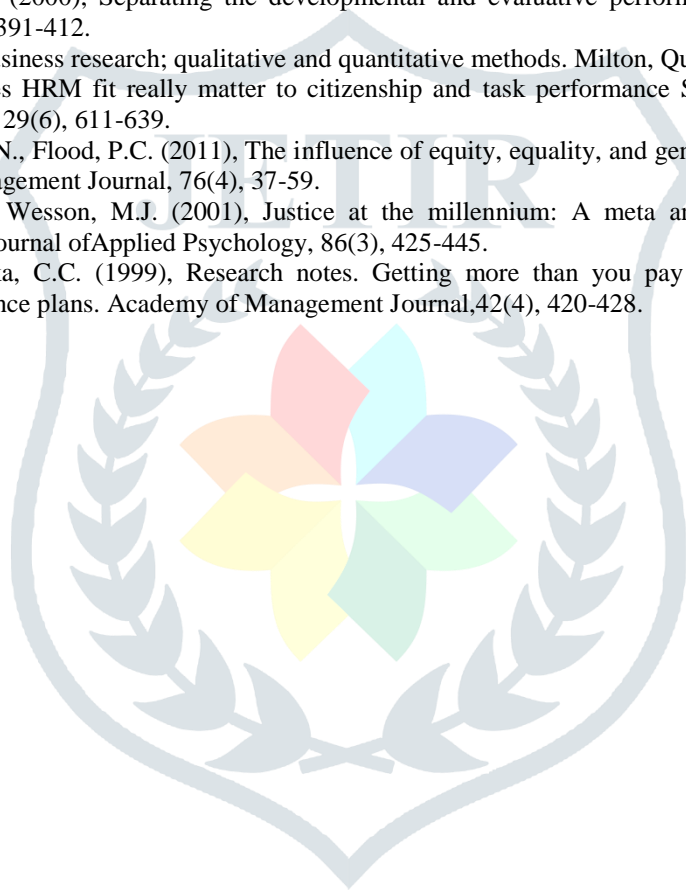 (2000), Separating the developmental and evaluative perform
391-412.
siness research; qualitative and quantitative methods. Milton, Qu
es HRM fit really matter to citizenship and task performance S
29(6), 611-639.
N., Flood, P.C. (2011), The influence of equity, equality, and gen
agement Journal, 76(4), 37-59.
Wesson, M.J. (2001), Justice at the millennium: A meta an
ournal ofApplied Psychology, 86(3), 425-445.
ka, C.C. (1999), Research notes. Getting more than you pay
nce plans. Academy of Management Journal,42(4), 420-428.
JETIR